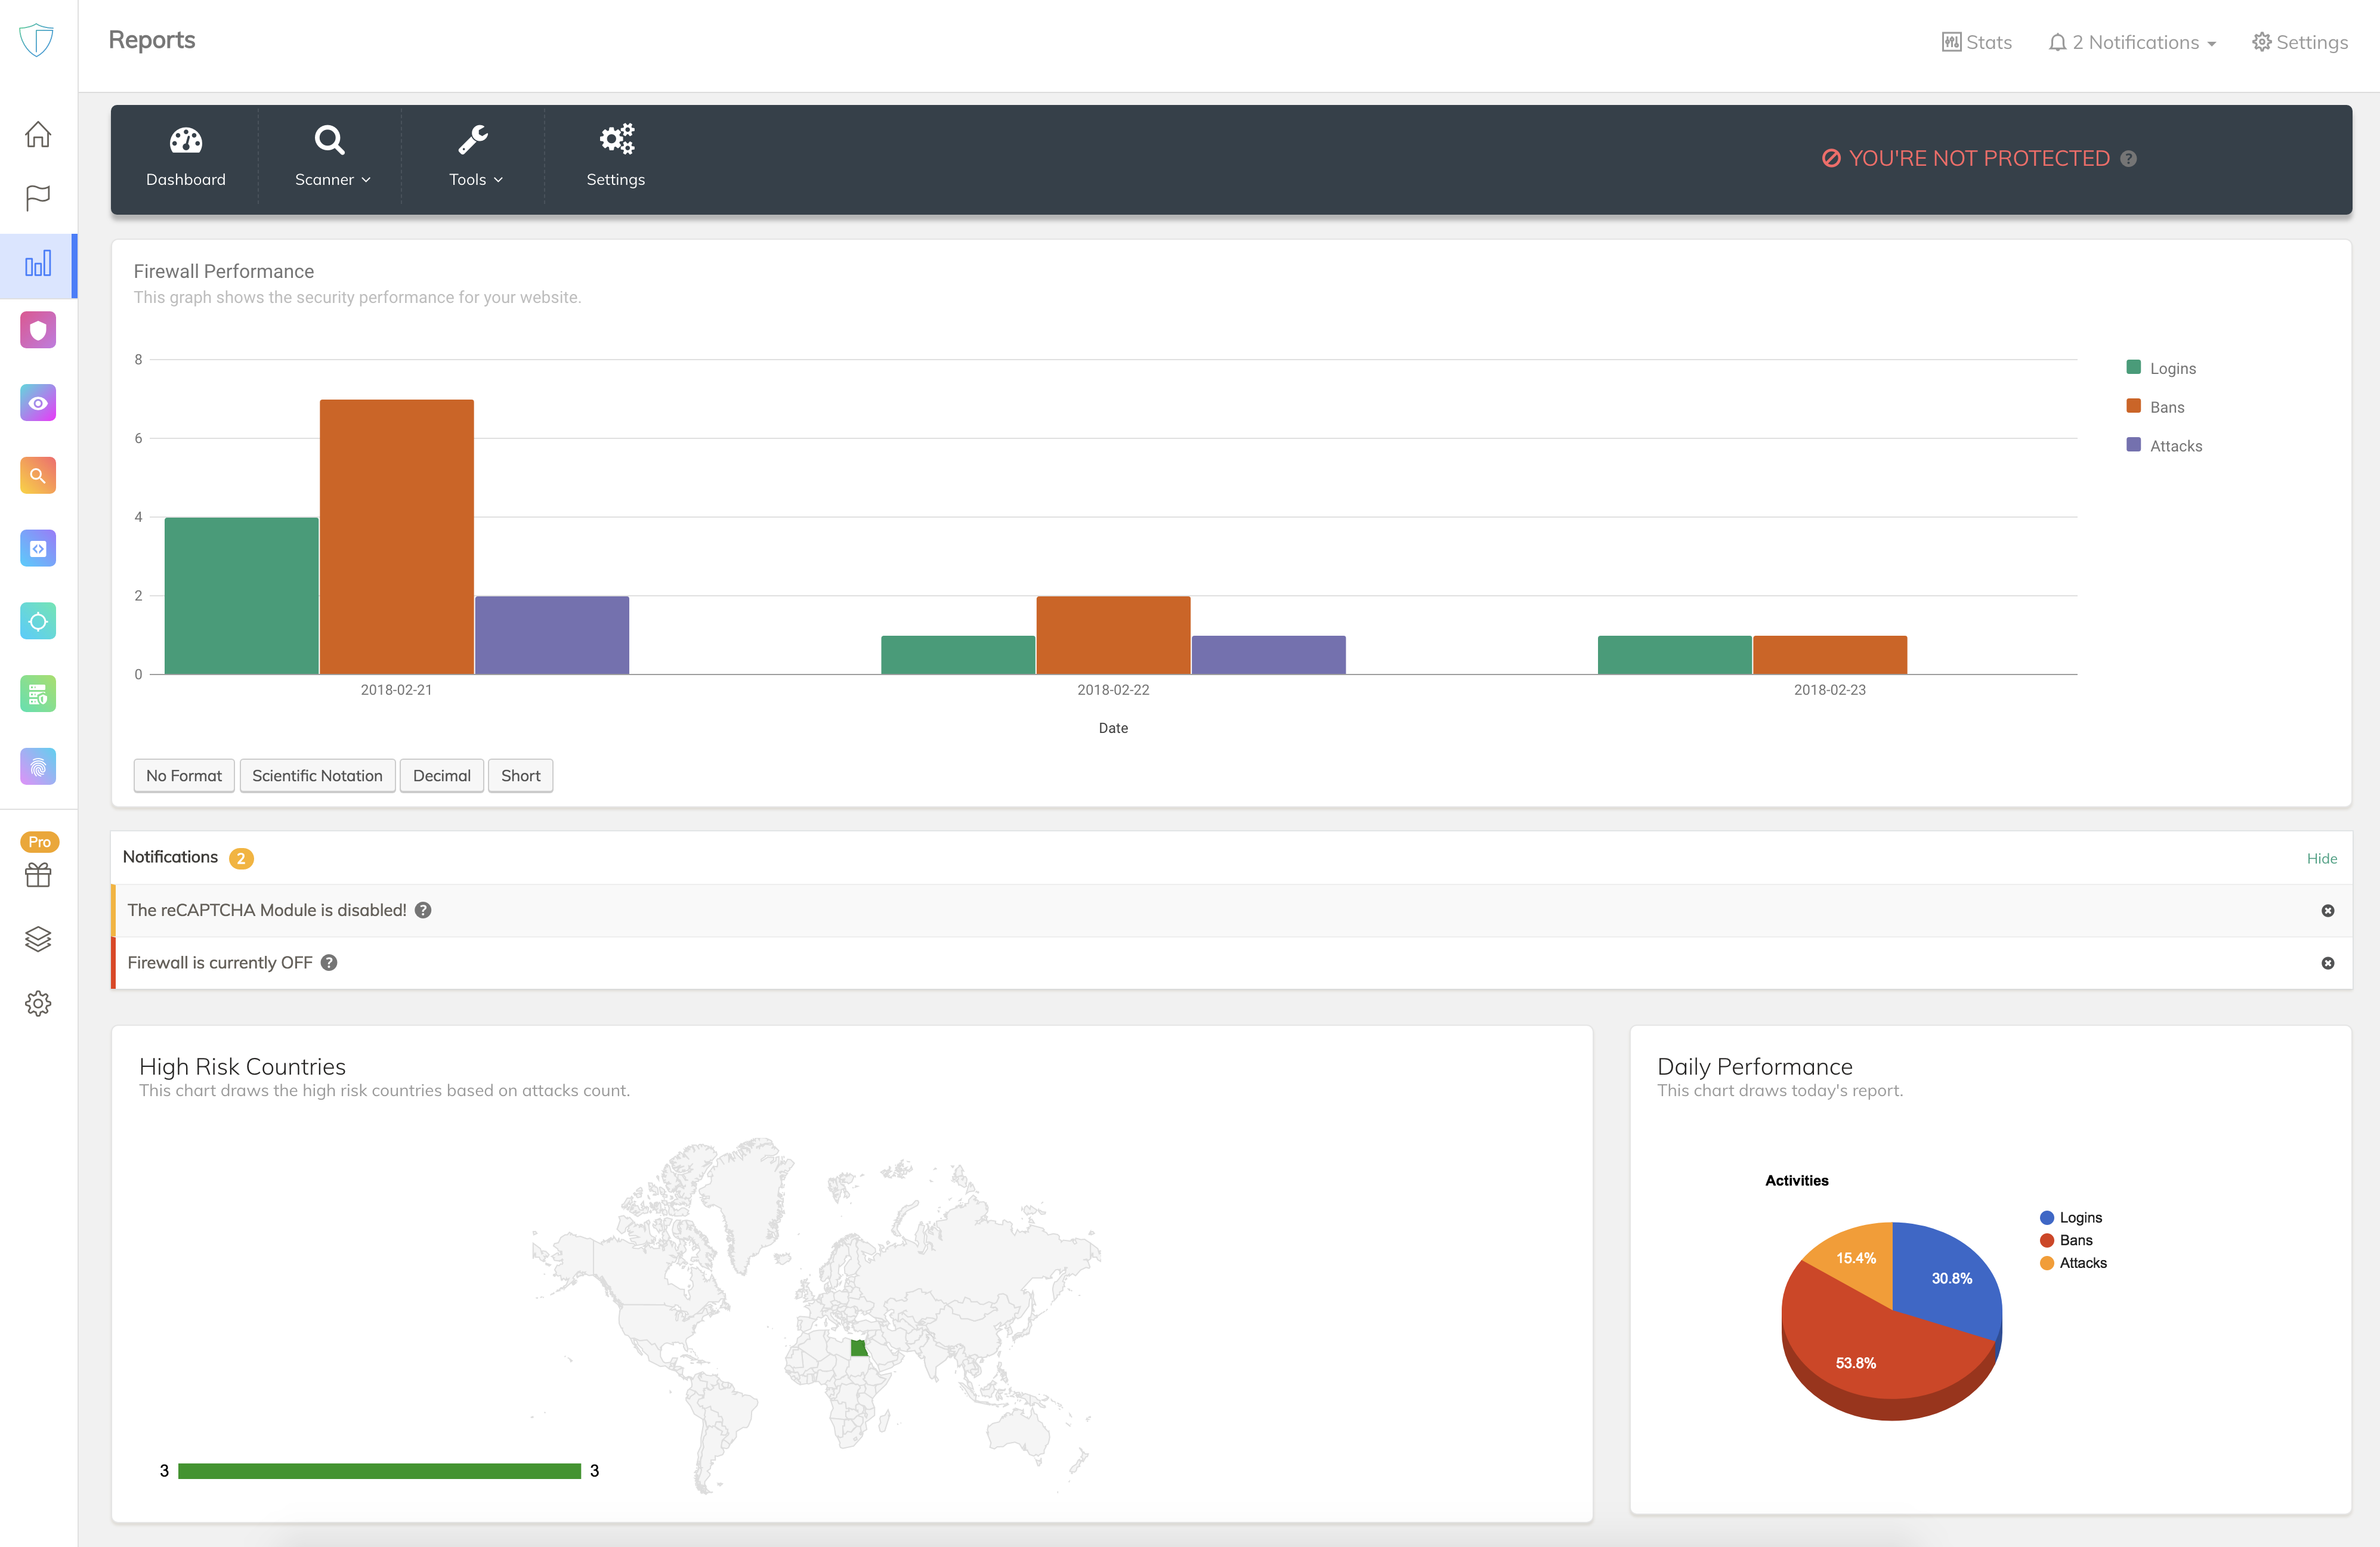 Reports
Stats
2 Notifications
Settings
Dashboard
Scanner
Tools
Settings
YOU'RE NOT PROTECTED ?
Firewall Performance
This graph shows the security performance for your website.
8
6
4
2
0
2018-02-21
2018-02-22
2018-02-23
Date
Logins
Bans
Attacks
No Format
Scientific Notation
Decimal
Short
Pro
Notifications 2
Hide
The reCAPTCHA Module is disabled! ?
Firewall is currently OFF ?
High Risk Countries
This chart draws the high risk countries based on attacks count.
3
3
Daily Performance
This chart draws today's report.
Activities
15.4%
30.8%
53.8%
Logins
Bans
Attacks